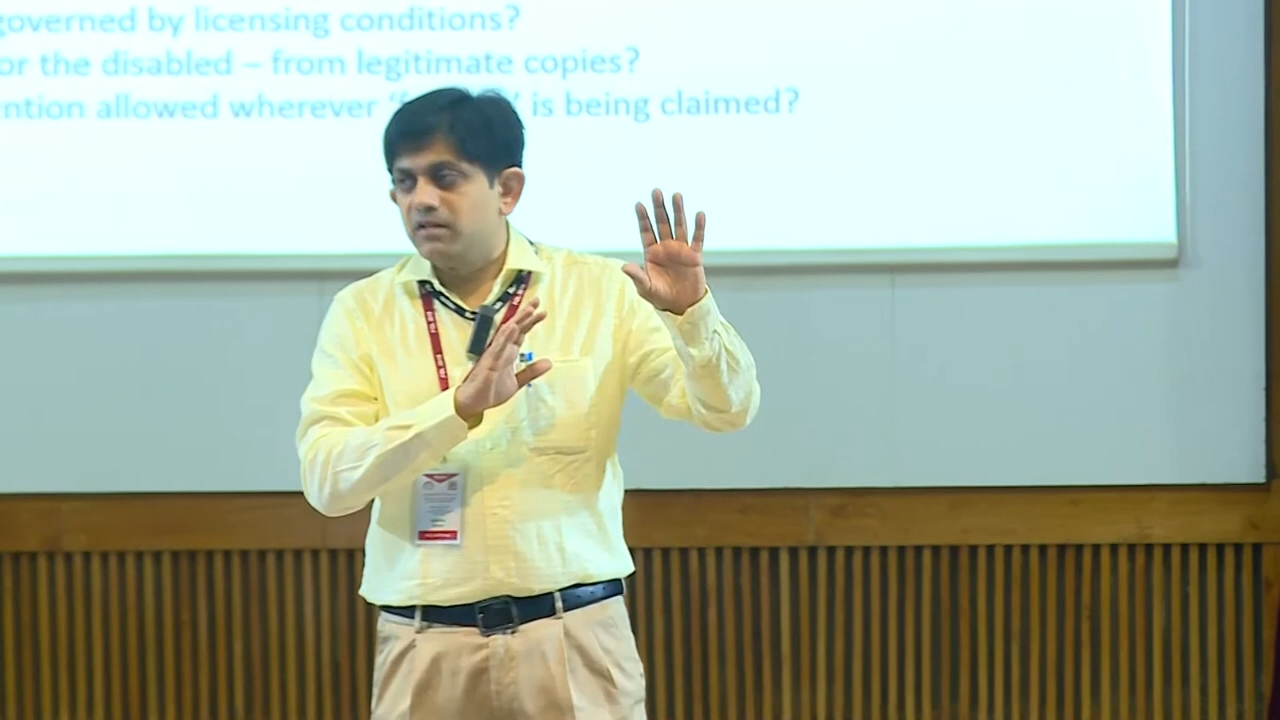 governed by licensing conditions?
or the disabled – from legitimate copies?
ntion allowed wherever ' ' is being claimed?